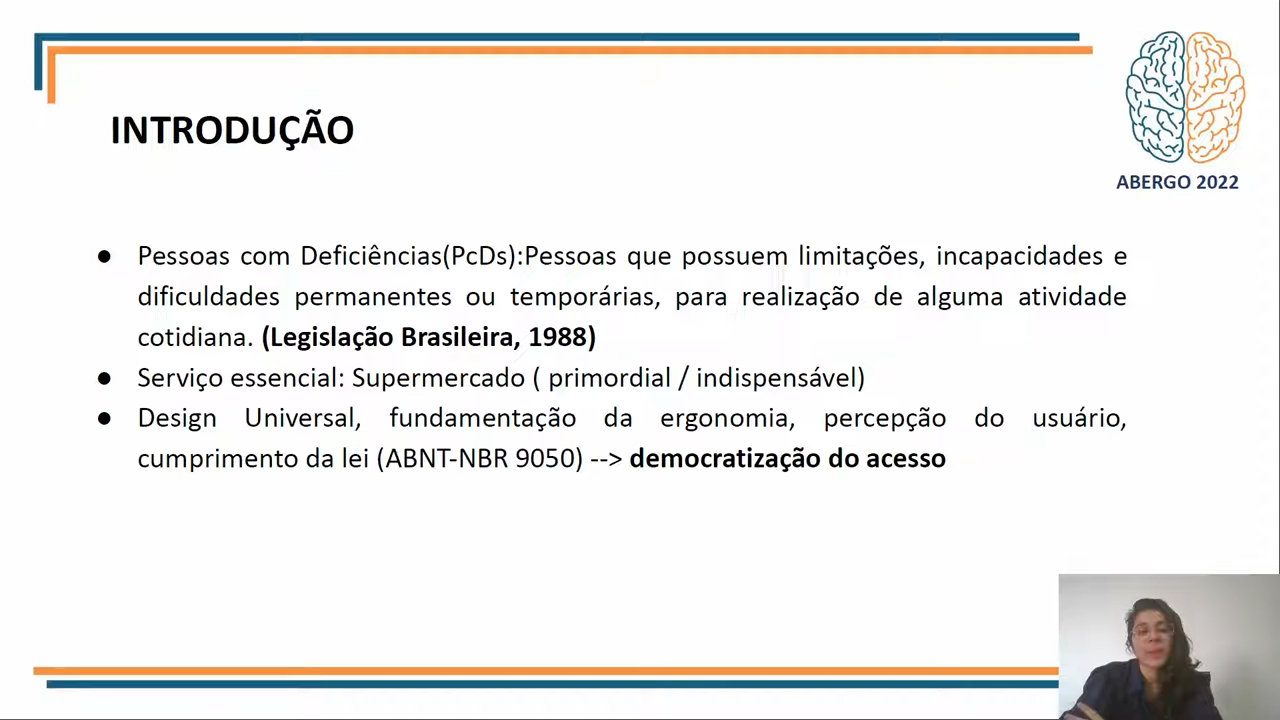 INTRODUÇÃO
ABERGO 2022
● Pessoas com Deficiências(PcDs):Pessoas que possuem limitações, incapacidades e
dificuldades permanentes ou temporárias, para realização de alguma atividade
cotidiana. (Legislação Brasileira, 1988)
● Serviço essencial: Supermercado ( primordial / indispensável)
● Design Universal, fundamentação da ergonomia, percepção do usuário,
cumprimento da lei (ABNT-NBR 9050) --> democratização do acesso